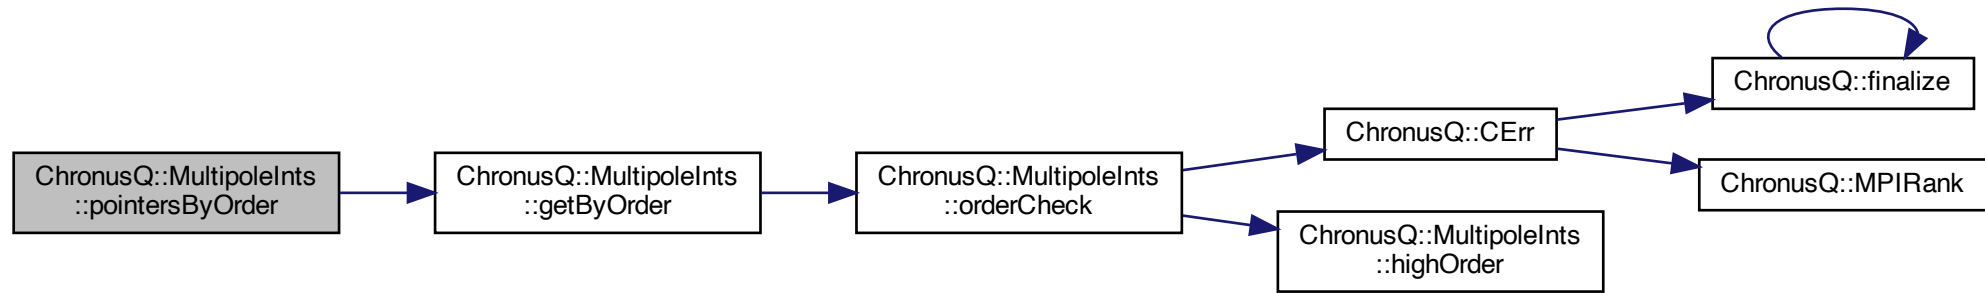 ChronusQ::MultipoleInts
::pointersByOrder
ChronusQ::MultipoleInts
::getByOrder
ChronusQ::MultipoleInts
::orderCheck
ChronusQ::CErr
ChronusQ::finalize
ChronusQ::MPIRank
ChronusQ::MultipoleInts
::highOrder